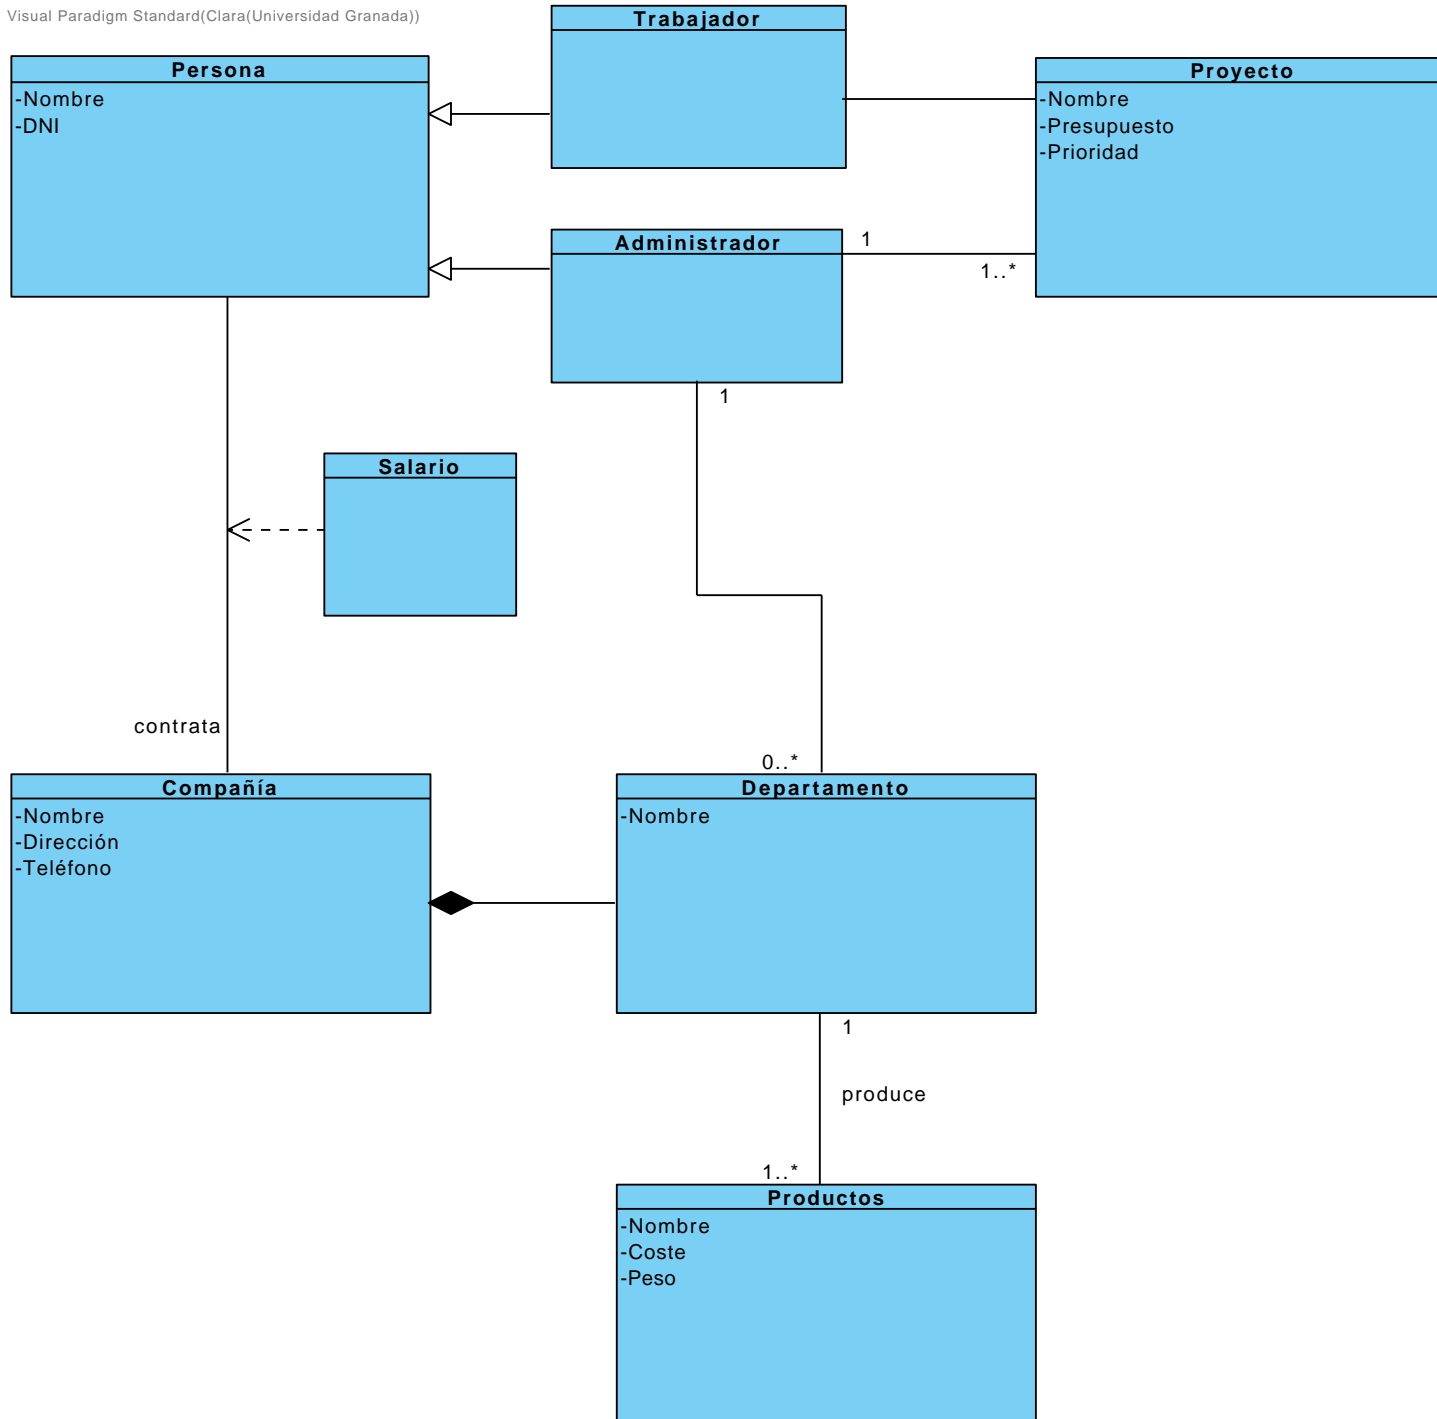 Visual Paradigm Standard(Clara(Universidad Granada))
Trabajador
Persona
-Nombre
-DNI
Proyecto
-Nombre
-Presupuesto
-Prioridad
Administrador
1
1..*
1
Salario
contrata
0..*
Compañía
-Nombre
-Dirección
-Teléfono
Departamento
-Nombre
1
produce
1..*
Productos
-Nombre
-Coste
-Peso